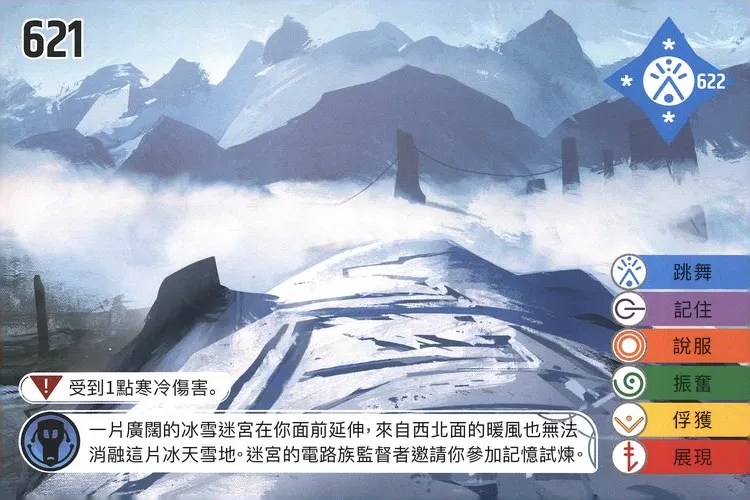 621
* * 622
*
跳舞
記住
說服
振奮
俘獲
展現
! 受到1點寒冷傷害。
一片廣闊的冰雪迷宮在你面前延伸,來自西北面的暖風也無法
消融這片冰天雪地。迷宮的電路族監督者邀請你參加記憶試煉。